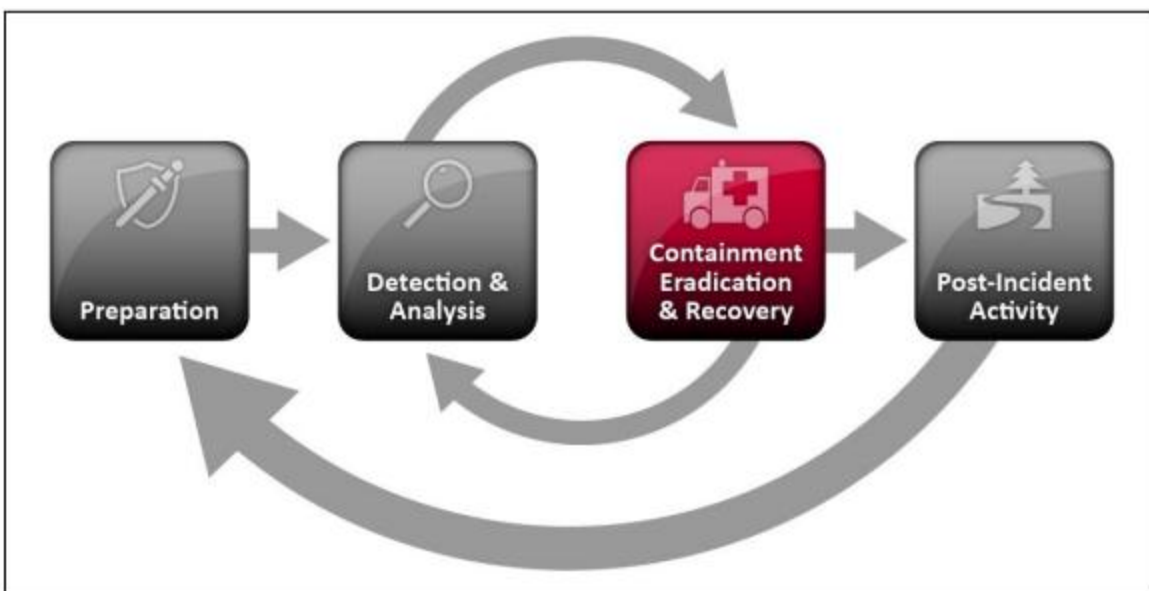 Preparation
Detection &
Analysis
Containment
Eradication
& Recovery
Post-Incident
Activity